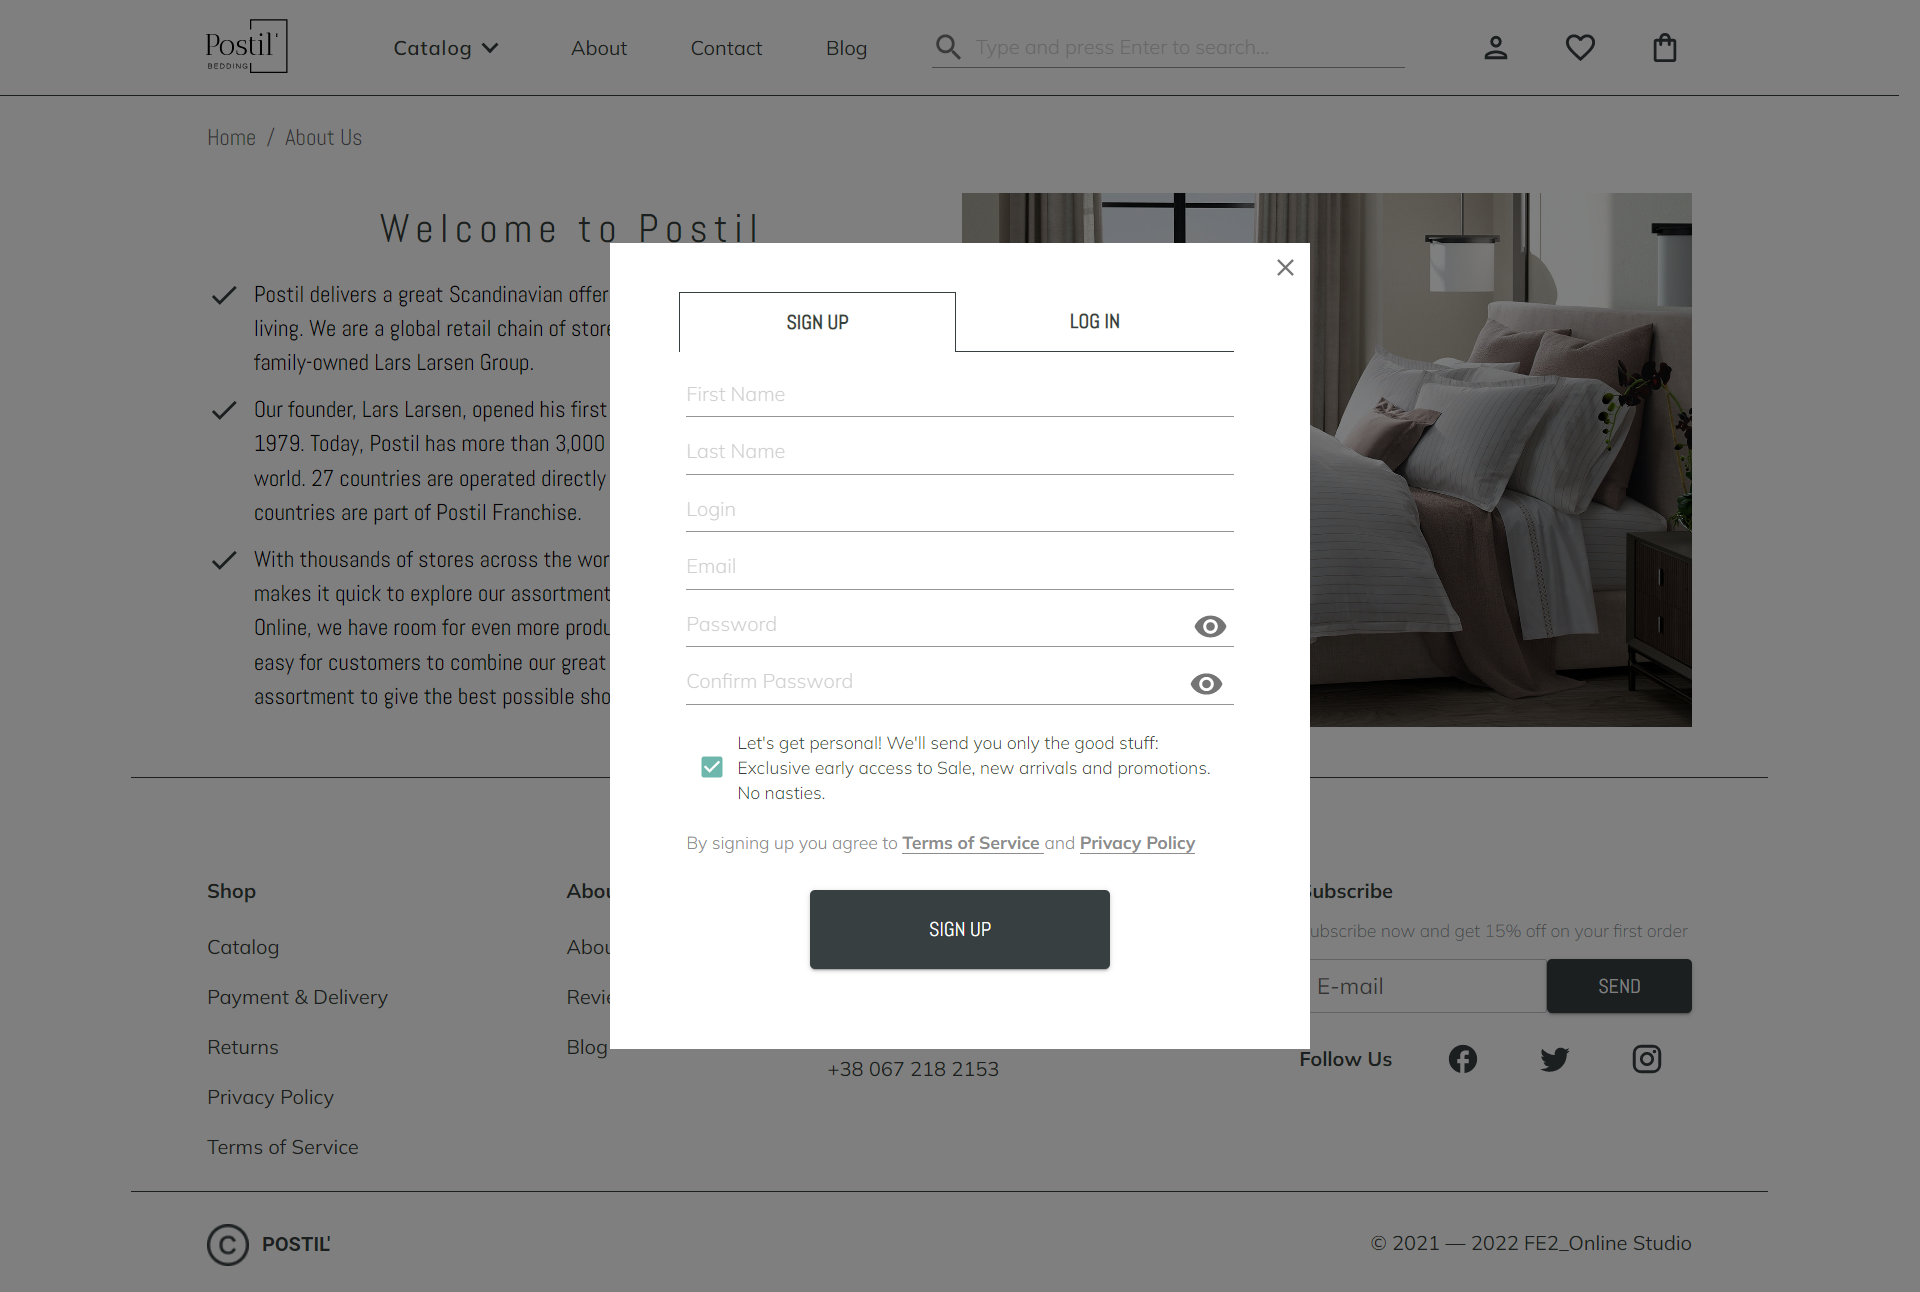 Postil'
BEDDING
Catalog
About
Contact
Blog
Type and press Enter to search...
Home / About Us
Welcome to Postil
Postil delivers a great Scandinavian offer
living. We are a global retail chain of store
family-owned Lars Larsen Group.
Our founder, Lars Larsen, opened his first
1979. Today, Postil has more than 3,000
world. 27 countries are operated directly
countries are part of Postil Franchise.
With thousands of stores across the wor
makes it quick to explore our assortment
Online, we have room for even more produ
easy for customers to combine our great
assortment to give the best possible sho
SIGN UP
LOG IN
First Name
Last Name
Login
Email
Password
Confirm Password
Let's get personal! We'll send you only the good stuff:
Exclusive early access to Sale, new arrivals and promotions.
No nasties.
By signing up you agree to Terms of Service and Privacy Policy
SIGN UP
Shop
Catalog
Payment & Delivery
Returns
Privacy Policy
Terms of Service
Abou
Abou
Revie
Blog
+38 067 218 2153
Subscribe
ubscribe now and get 15% off on your first order
E-mail
SEND
Follow Us
© POSTIL'
© 2021 — 2022 FE2_Online Studio